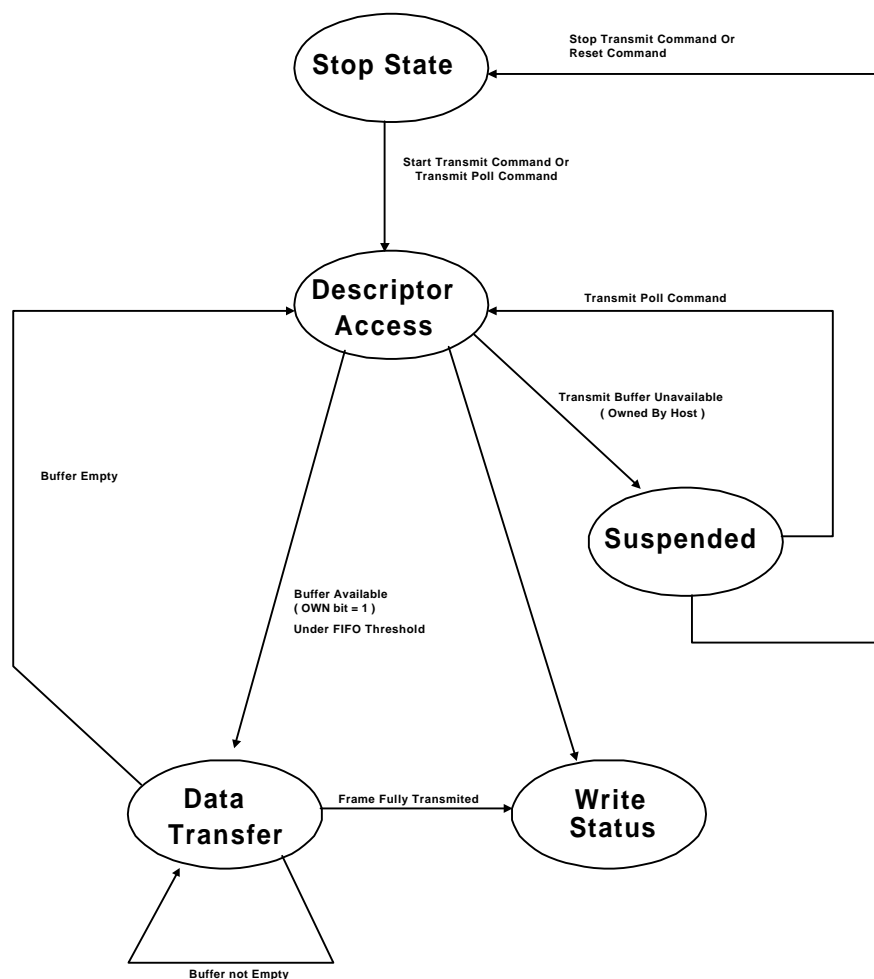 Stop Transmit Command Or
Reset Command
Stop State
Start Transmit Command Or
Transmit Poll Command
Descriptor
Access
Transmit Poll Command
Transmit Buffer Unavailable
( Owned By Host )
Buffer Empty
Suspended
Buffer Available
( OWN bit = 1 )
Under FIFO Threshold
Data
Transfer
Frame Fully Transmited
Write
Status
Buffer not Empty